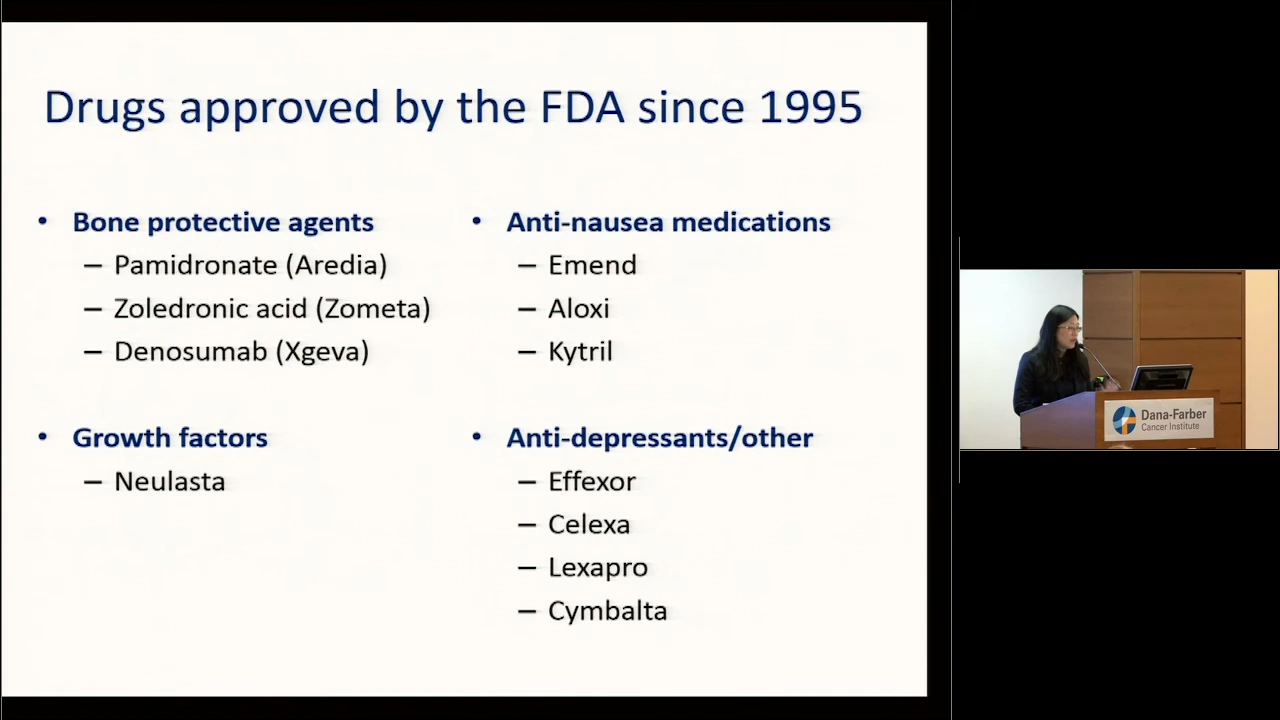 Drugs approved by the FDA since 1995
• Bone protective agents
– Pamidronate (Aredia)
– Zoledronic acid (Zometa)
– Denosumab (Xgeva)
• Growth factors
– Neulasta
• Anti-nausea medications
– Emend
– Aloxi
– Kytril
• Anti-depressants/other
– Effexor
– Celexa
– Lexapro
– Cymbalta
Dana-Farber
Cancer Institute